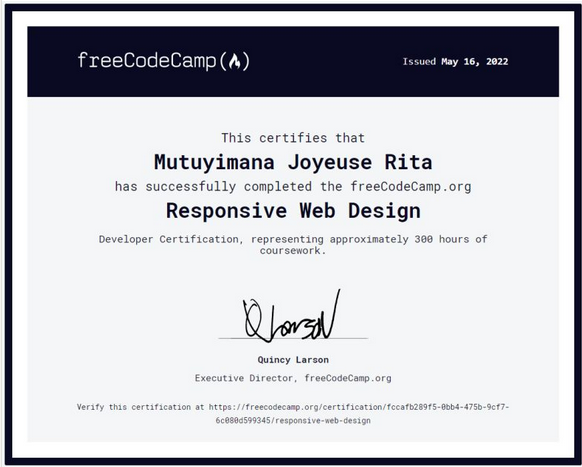 freeCodeCamp(🔥)
Issued May 16, 2022
This certifies that
Mutuyimana Joyeuse Rita
has successfully completed the freeCodeCamp.org
Responsive Web Design
Developer Certification, representing approximately 300 hours of
coursework.
Q Larson
Quincy Larson
Executive Director, freeCodeCamp.org
Verify this certification at https://freecodecamp.org/certification/fccafb289f5-0bb4-475b-9cf7-
6c080d599345/responsive-web-design